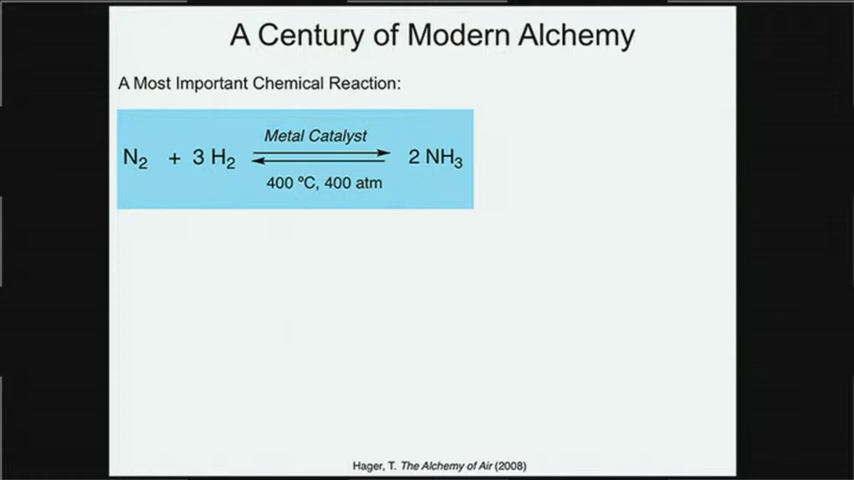 A Century of Modern Alchemy
A Most Important Chemical Reaction:
Metal Catalyst
N2 + 3 H2 ⇌ 2 NH3
400 ºC, 400 atm
Hager, T. The Alchemy of Air (2008)